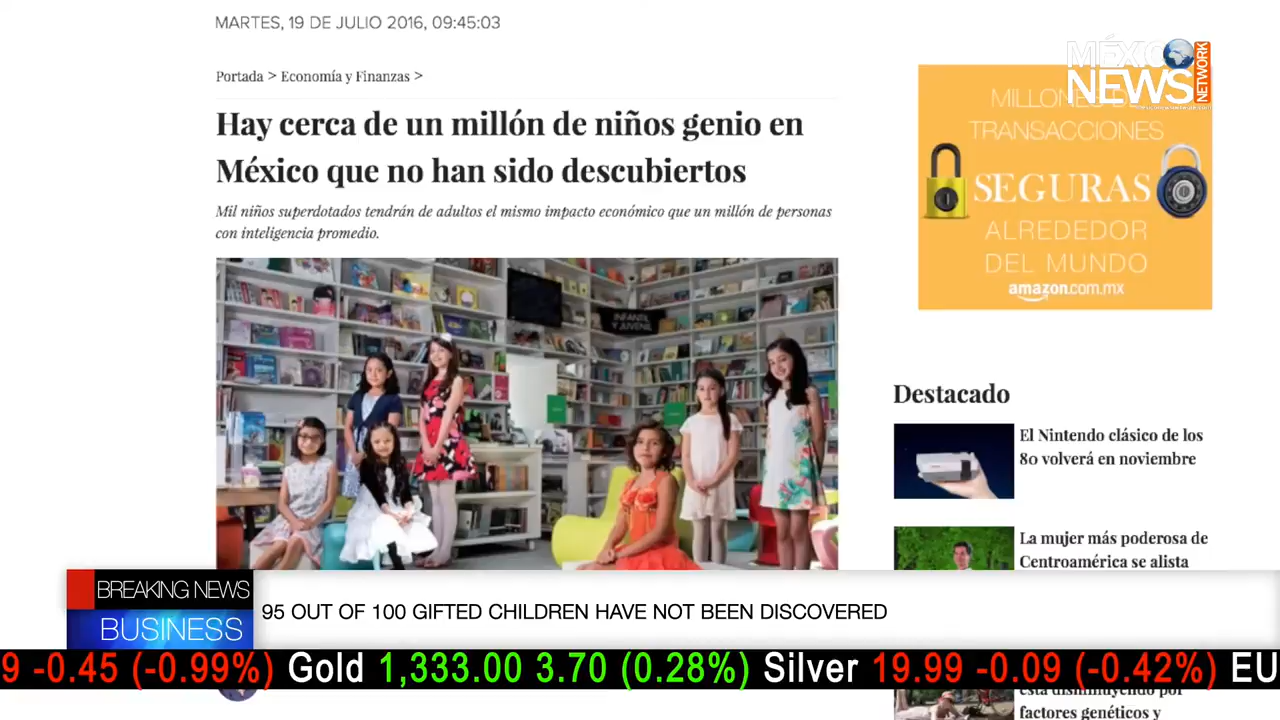 MARTES, 19 DE JULIO 2016, 09:45:03
Portada > Economía y Finanzas >
Hay cerca de un millón de niños genio en
México que no han sido descubiertos
Mil niños superdotados tendrán de adultos el mismo impacto económico que un millón de personas
con inteligencia promedio.
INFANTIL
Y JUVENIL
MÉXICO
NEWS
NETWORK
MILLONES DE
TRANSACCIONES
SEGURAS
ALREDEDOR
DEL MUNDO
amazon.com.mx
Destacado
El Nintendo clásico de los
80 volverá en noviembre
La mujer más poderosa de
Centroamérica se alista
BREAKING NEWS
BUSINESS
95 OUT OF 100 GIFTED CHILDREN HAVE NOT BEEN DISCOVERED
9 -0.45 (-0.99%) Gold 1,333.00 3.70 (0.28%) Silver 19.99 -0.09 (-0.42%) EU
está disminuyendo por
factores genéticos y